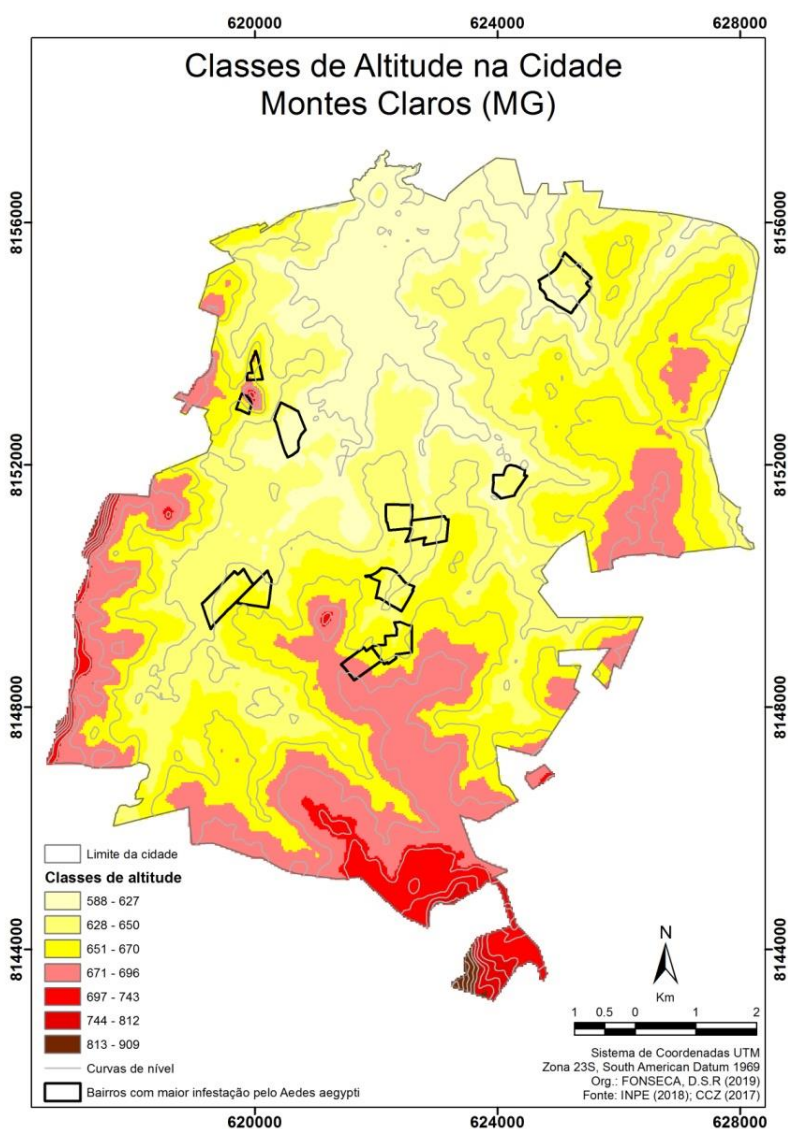 620000 624000 628000
Classes de Altitude na Cidade
Montes Claros (MG)
8156000 8156000
8152000 8152000
8148000 8148000
8144000 8144000
Limite da cidade
Classes de altitude
588 - 627
628 - 650
651 - 670
671 - 696
697 - 743
744 - 812
813 - 909
Curvas de nível
Bairros com maior infestação pelo Aedes aegypti
N
Km
1 0.5 0 1 2
Sistema de Coordenadas UTM
Zona 23S, South American Datum 1969
Org.: FONSECA, D.S.R (2019)
Fonte: INPE (2018); CCZ (2017)
620000 624000 628000